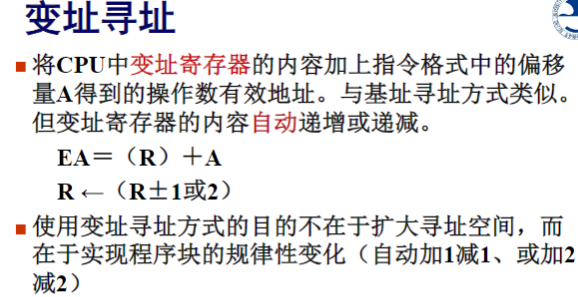 变址寻址
■将CPU中变址寄存器的内容加上指令格式中的偏移
量A得到的操作数有效地址。与基址寻址方式类似。
但变址寄存器的内容自动递增或递减。
EA＝（R）＋A
R ←（R±1或2）
■使用变址寻址方式的目的不在于扩大寻址空间，而
在于实现程序块的规律性变化（自动加1减1、或加2
减2）